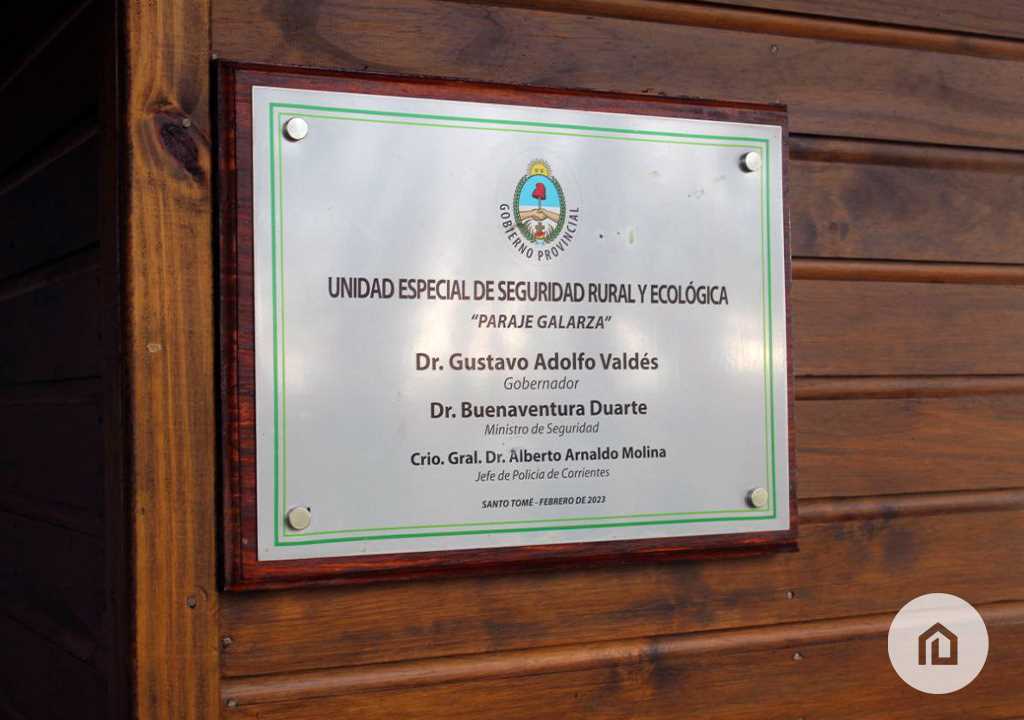 GOBIERNO PROVINCIAL
UNIDAD ESPECIAL DE SEGURIDAD RURAL Y ECOLÓGICA
"PARAJE GALARZA"
Dr. Gustavo Adolfo Valdés
Gobernador
Dr. Buenaventura Duarte
Ministro de Seguridad
Crio. Gral. Dr. Alberto Arnaldo Molina
Jefe de Policía de Corrientes
SANTO TOMÉ - FEBRERO DE 2023